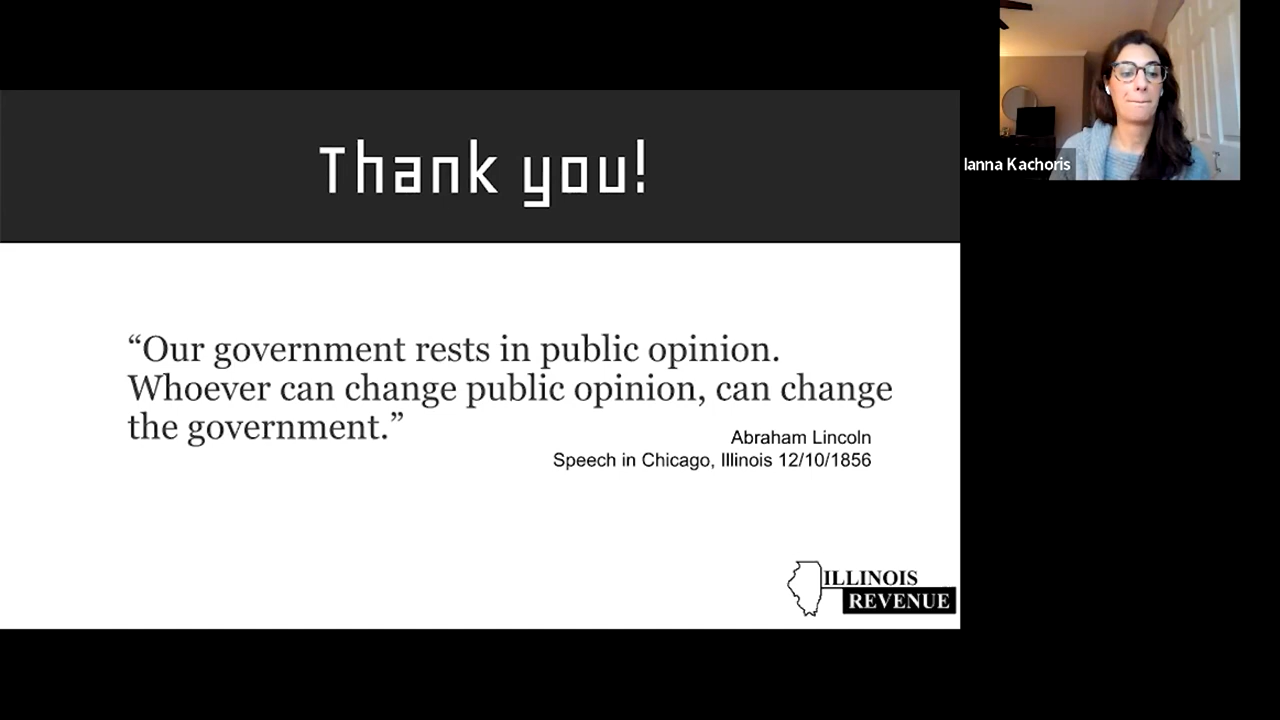 Thank you!
“Our government rests in public opinion.
Whoever can change public opinion, can change
the government.”
Abraham Lincoln
Speech in Chicago, Illinois 12/10/1856
ILLINOIS
REVENUE
Ianna Kachoris